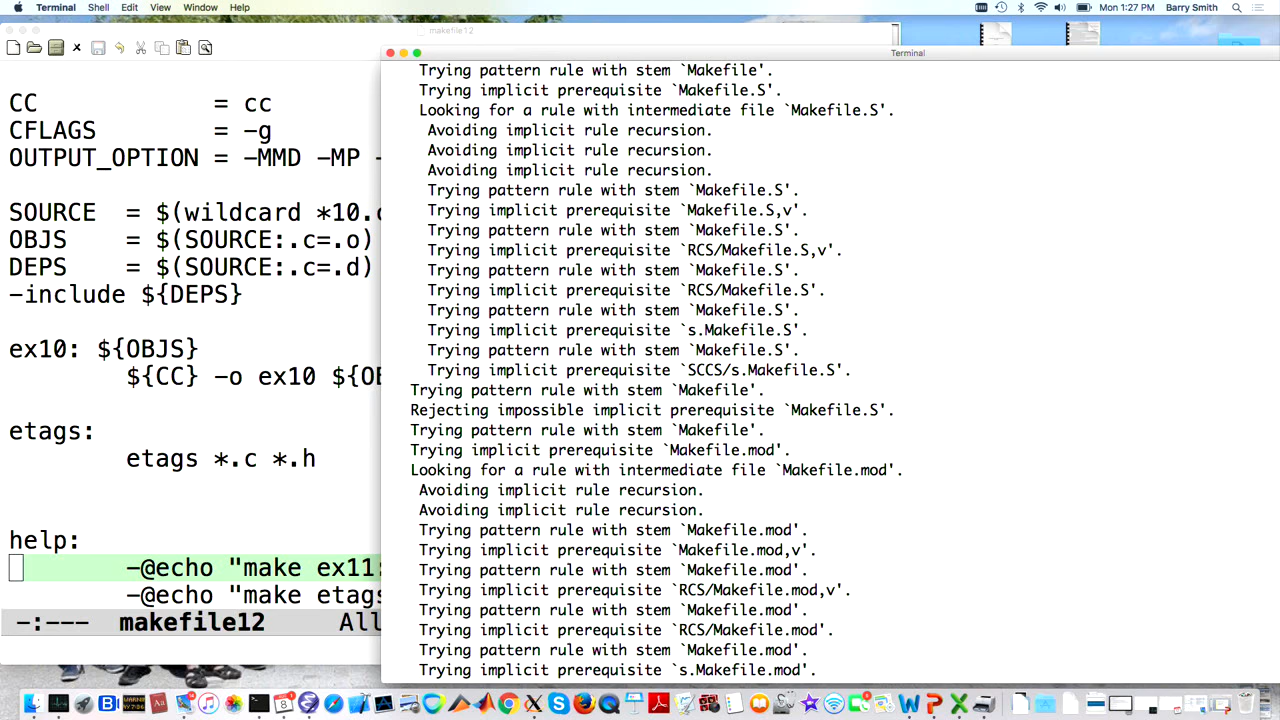 Terminal Shell Edit View Window Help
Mon 1:27 PM Barry Smith
makefile12
CC = cc
CFLAGS = -g
OUTPUT_OPTION = -MMD -MP -
SOURCE = $(wildcard *10.c
OBJS = $(SOURCE:.c=.o)
DEPS = $(SOURCE:.c=.d)
-include ${DEPS}
ex10: ${OBJS}
${CC} -o ex10 ${OB
etags:
etags *.c *.h
help:
-@echo "make ex11:
-@echo "make etags
-:--- makefile12 All
Terminal
Trying pattern rule with stem `Makefile'.
Trying implicit prerequisite `Makefile.S'.
Looking for a rule with intermediate file `Makefile.S'.
Avoiding implicit rule recursion.
Avoiding implicit rule recursion.
Avoiding implicit rule recursion.
Trying pattern rule with stem `Makefile.S'.
Trying implicit prerequisite `Makefile.S,v'.
Trying pattern rule with stem `Makefile.S'.
Trying implicit prerequisite `RCS/Makefile.S,v'.
Trying pattern rule with stem `Makefile.S'.
Trying implicit prerequisite `RCS/Makefile.S'.
Trying pattern rule with stem `Makefile.S'.
Trying implicit prerequisite `s.Makefile.S'.
Trying pattern rule with stem `Makefile.S'.
Trying implicit prerequisite `SCCS/s.Makefile.S'.
Trying pattern rule with stem `Makefile'.
Rejecting impossible implicit prerequisite `Makefile.S'.
Trying pattern rule with stem `Makefile'.
Trying implicit prerequisite `Makefile.mod'.
Looking for a rule with intermediate file `Makefile.mod'.
Avoiding implicit rule recursion.
Avoiding implicit rule recursion.
Trying pattern rule with stem `Makefile.mod'.
Trying implicit prerequisite `Makefile.mod,v'.
Trying pattern rule with stem `Makefile.mod'.
Trying implicit prerequisite `RCS/Makefile.mod,v'.
Trying pattern rule with stem `Makefile.mod'.
Trying implicit prerequisite `RCS/Makefile.mod'.
Trying pattern rule with stem `Makefile.mod'.
Trying implicit prerequisite `s.Makefile.mod'.